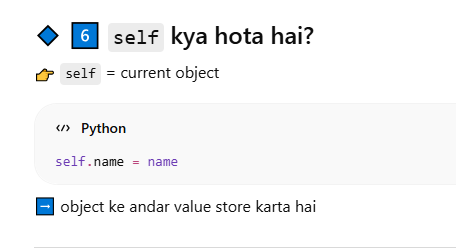 🔷 6️⃣ self kya hota hai?
👉 self = current object
</> Python
self.name = name
➡️ object ke andar value store karta hai